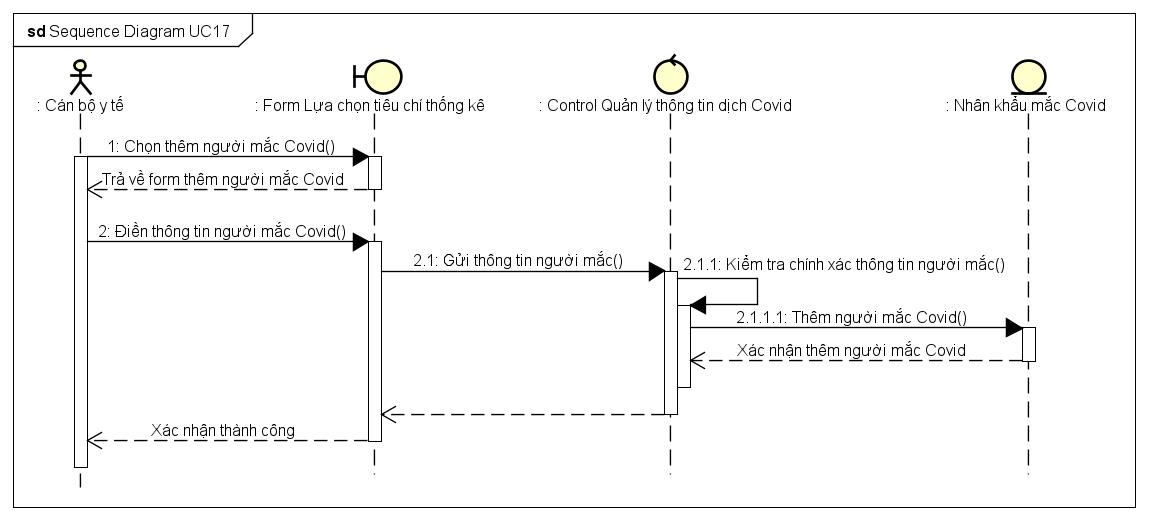 sd Sequence Diagram UC17
: Cán bộ y tế
: Form Lựa chọn tiêu chí thống kê
: Control Quản lý thông tin dịch Covid
: Nhân khẩu mắc Covid
1: Chọn thêm người mắc Covid()
Trả về form thêm người mắc Covid
2: Điền thông tin người mắc Covid()
2.1: Gửi thông tin người mắc()
2.1.1: Kiểm tra chính xác thông tin người mắc()
2.1.1.1: Thêm người mắc Covid()
Xác nhận thêm người mắc Covid
Xác nhận thành công